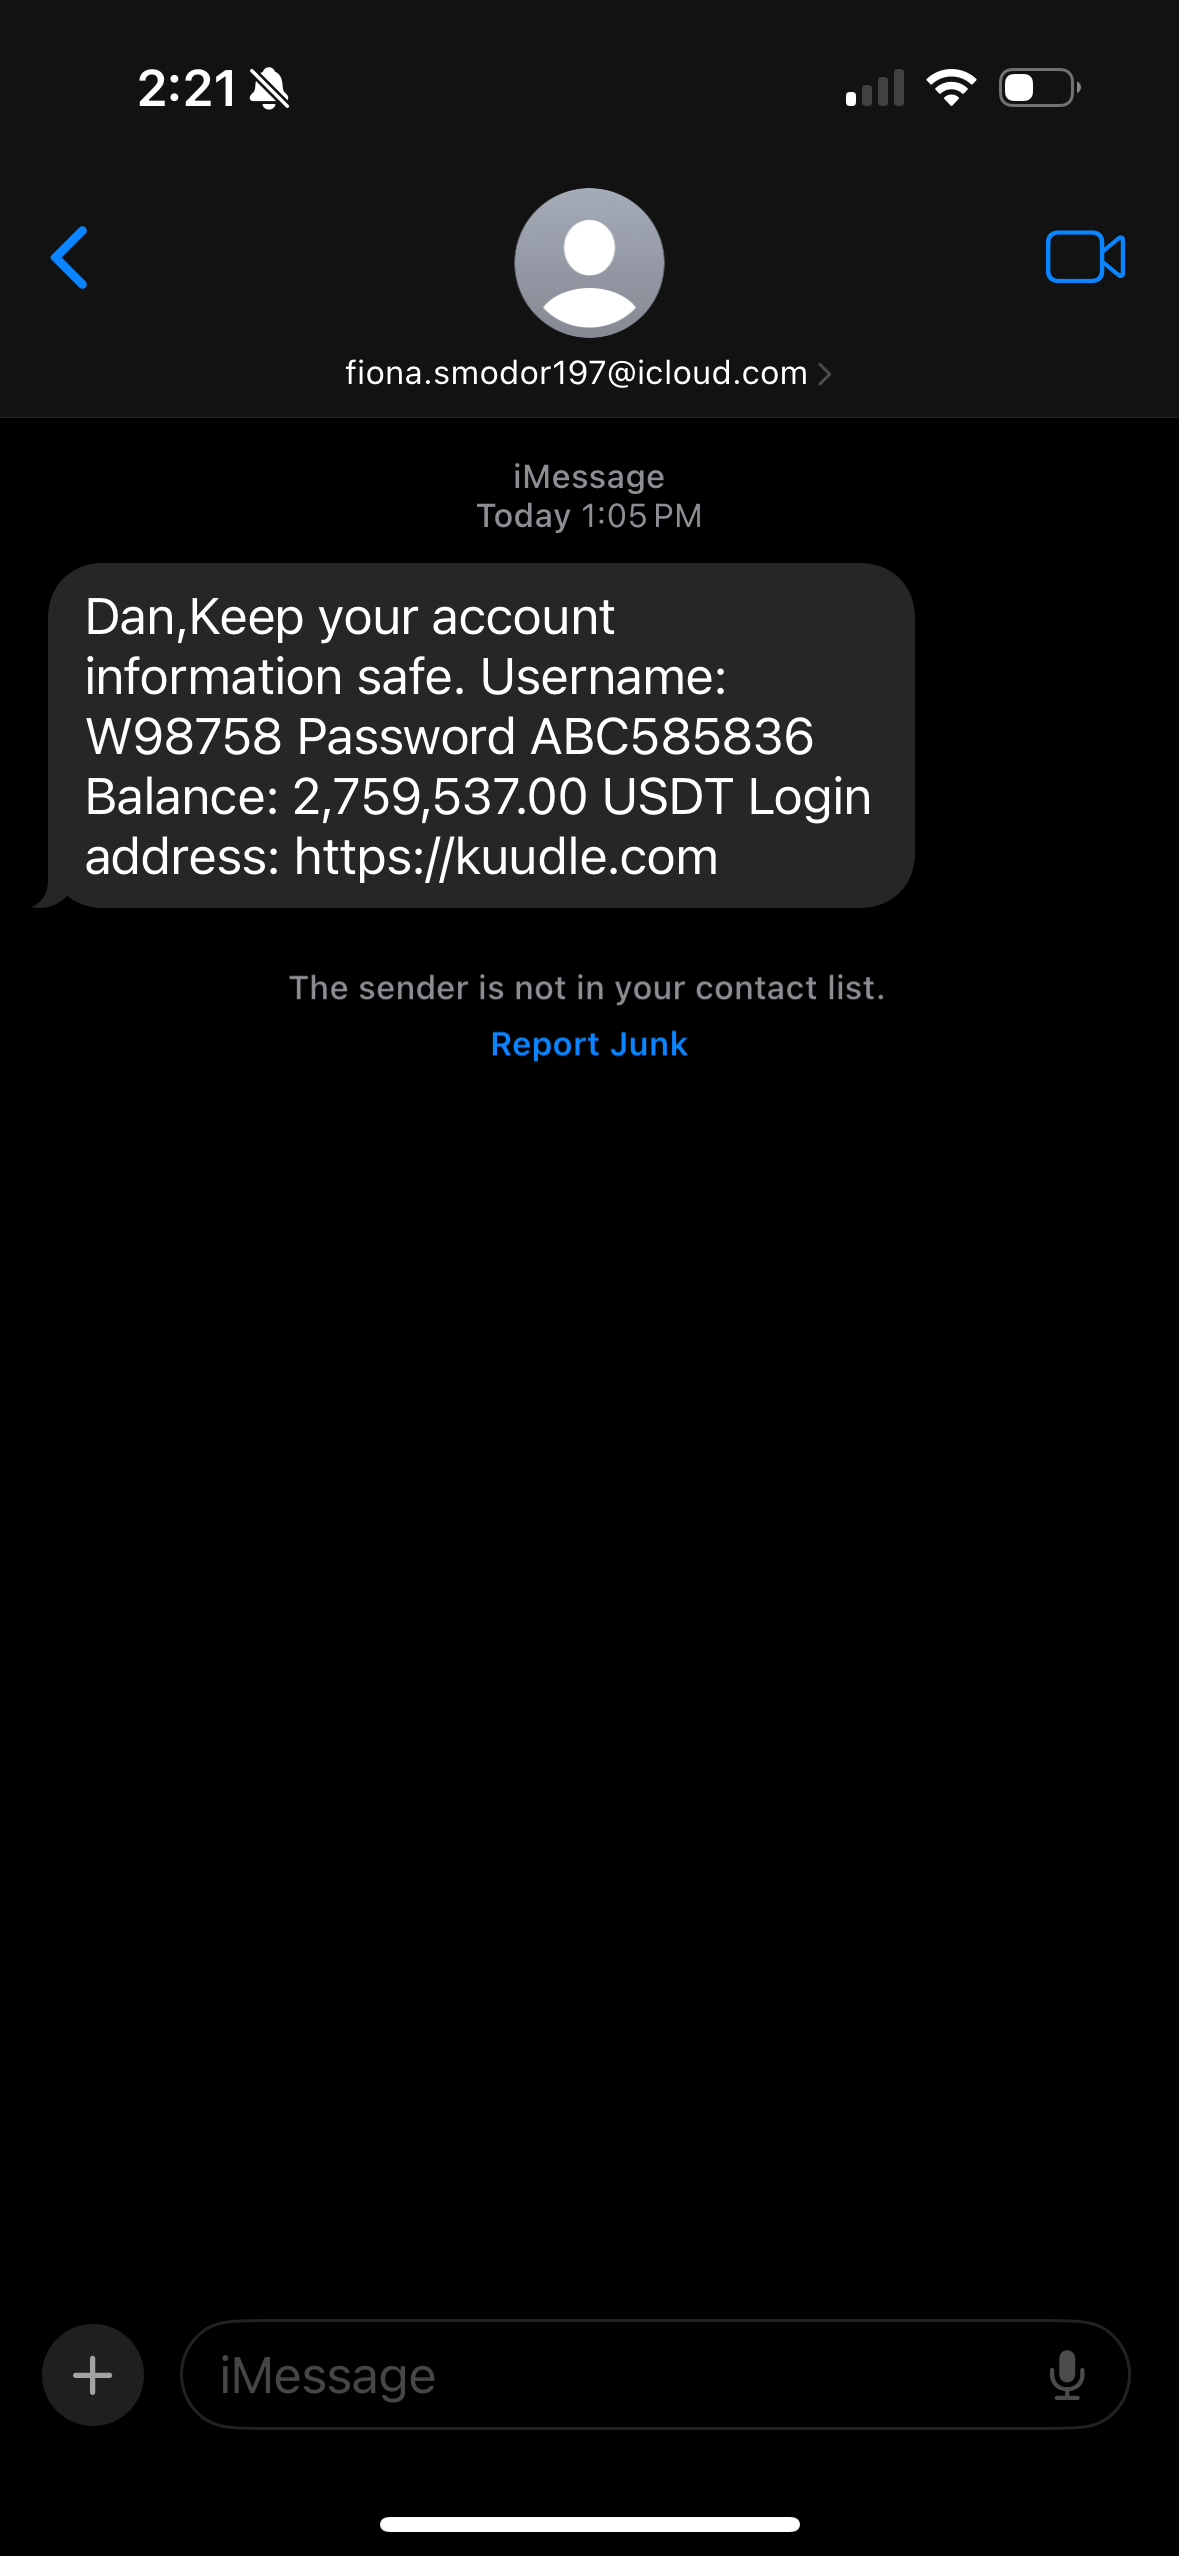 2:21
fiona.smodor197@icloud.com
iMessage
Today 1:05 PM
Dan,Keep your account
information safe. Username:
W98758 Password ABC585836
Balance: 2,759,537.00 USDT Login
address: https://kuudle.com
The sender is not in your contact list.
Report Junk
iMessage